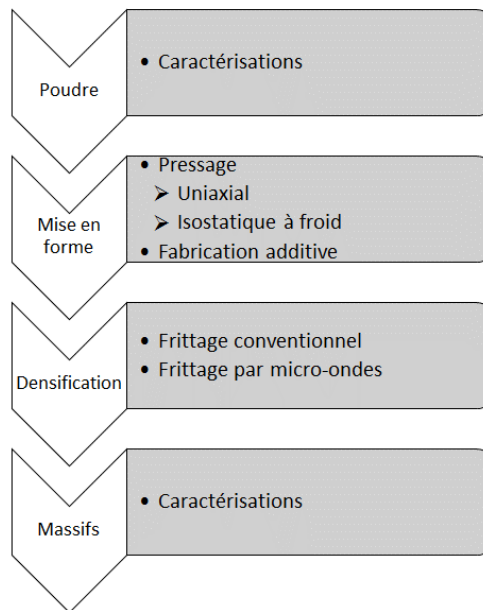 Poudre
• Caractérisations
Mise en
forme
• Pressage
➢ Uniaxial
➢ Isostatique à froid
• Fabrication additive
Densification
• Frittage conventionnel
• Frittage par micro-ondes
Massifs
• Caractérisations